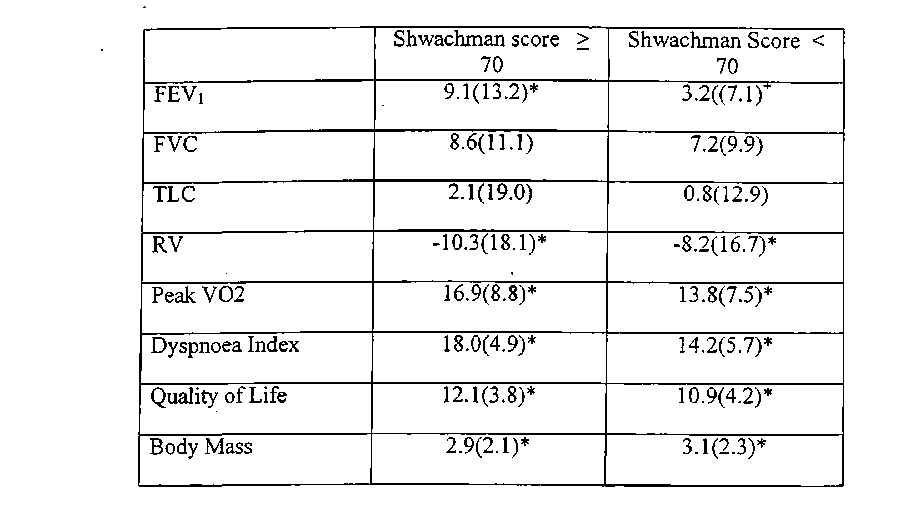 Shwachman score ≥ 70 Shwachman Score < 70
FEV₁ 9.1(13.2)* 3.2((7.1)⁺
FVC 8.6(11.1) 7.2(9.9)
TLC 2.1(19.0) 0.8(12.9)
RV -10.3(18.1)* -8.2(16.7)*
Peak VO2 16.9(8.8)* 13.8(7.5)*
Dyspnoea Index 18.0(4.9)* 14.2(5.7)*
Quality of Life 12.1(3.8)* 10.9(4.2)*
Body Mass 2.9(2.1)* 3.1(2.3)*